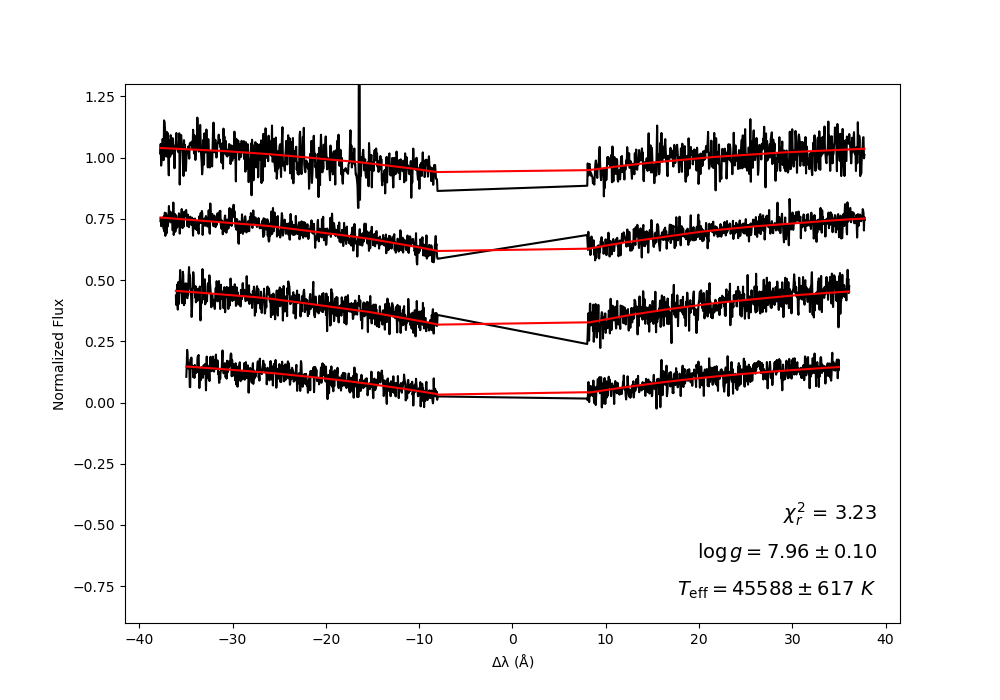 1.25
1.00
0.75
0.50
0.25
0.00
−0.25
−0.50
−0.75
Normalized Flux
χ²ᵣ = 3.23
log g = 7.96 ± 0.10
T_eff = 45588 ± 617 K
−40 −30 −20 −10 0 10 20 30 40
Δλ (Å)